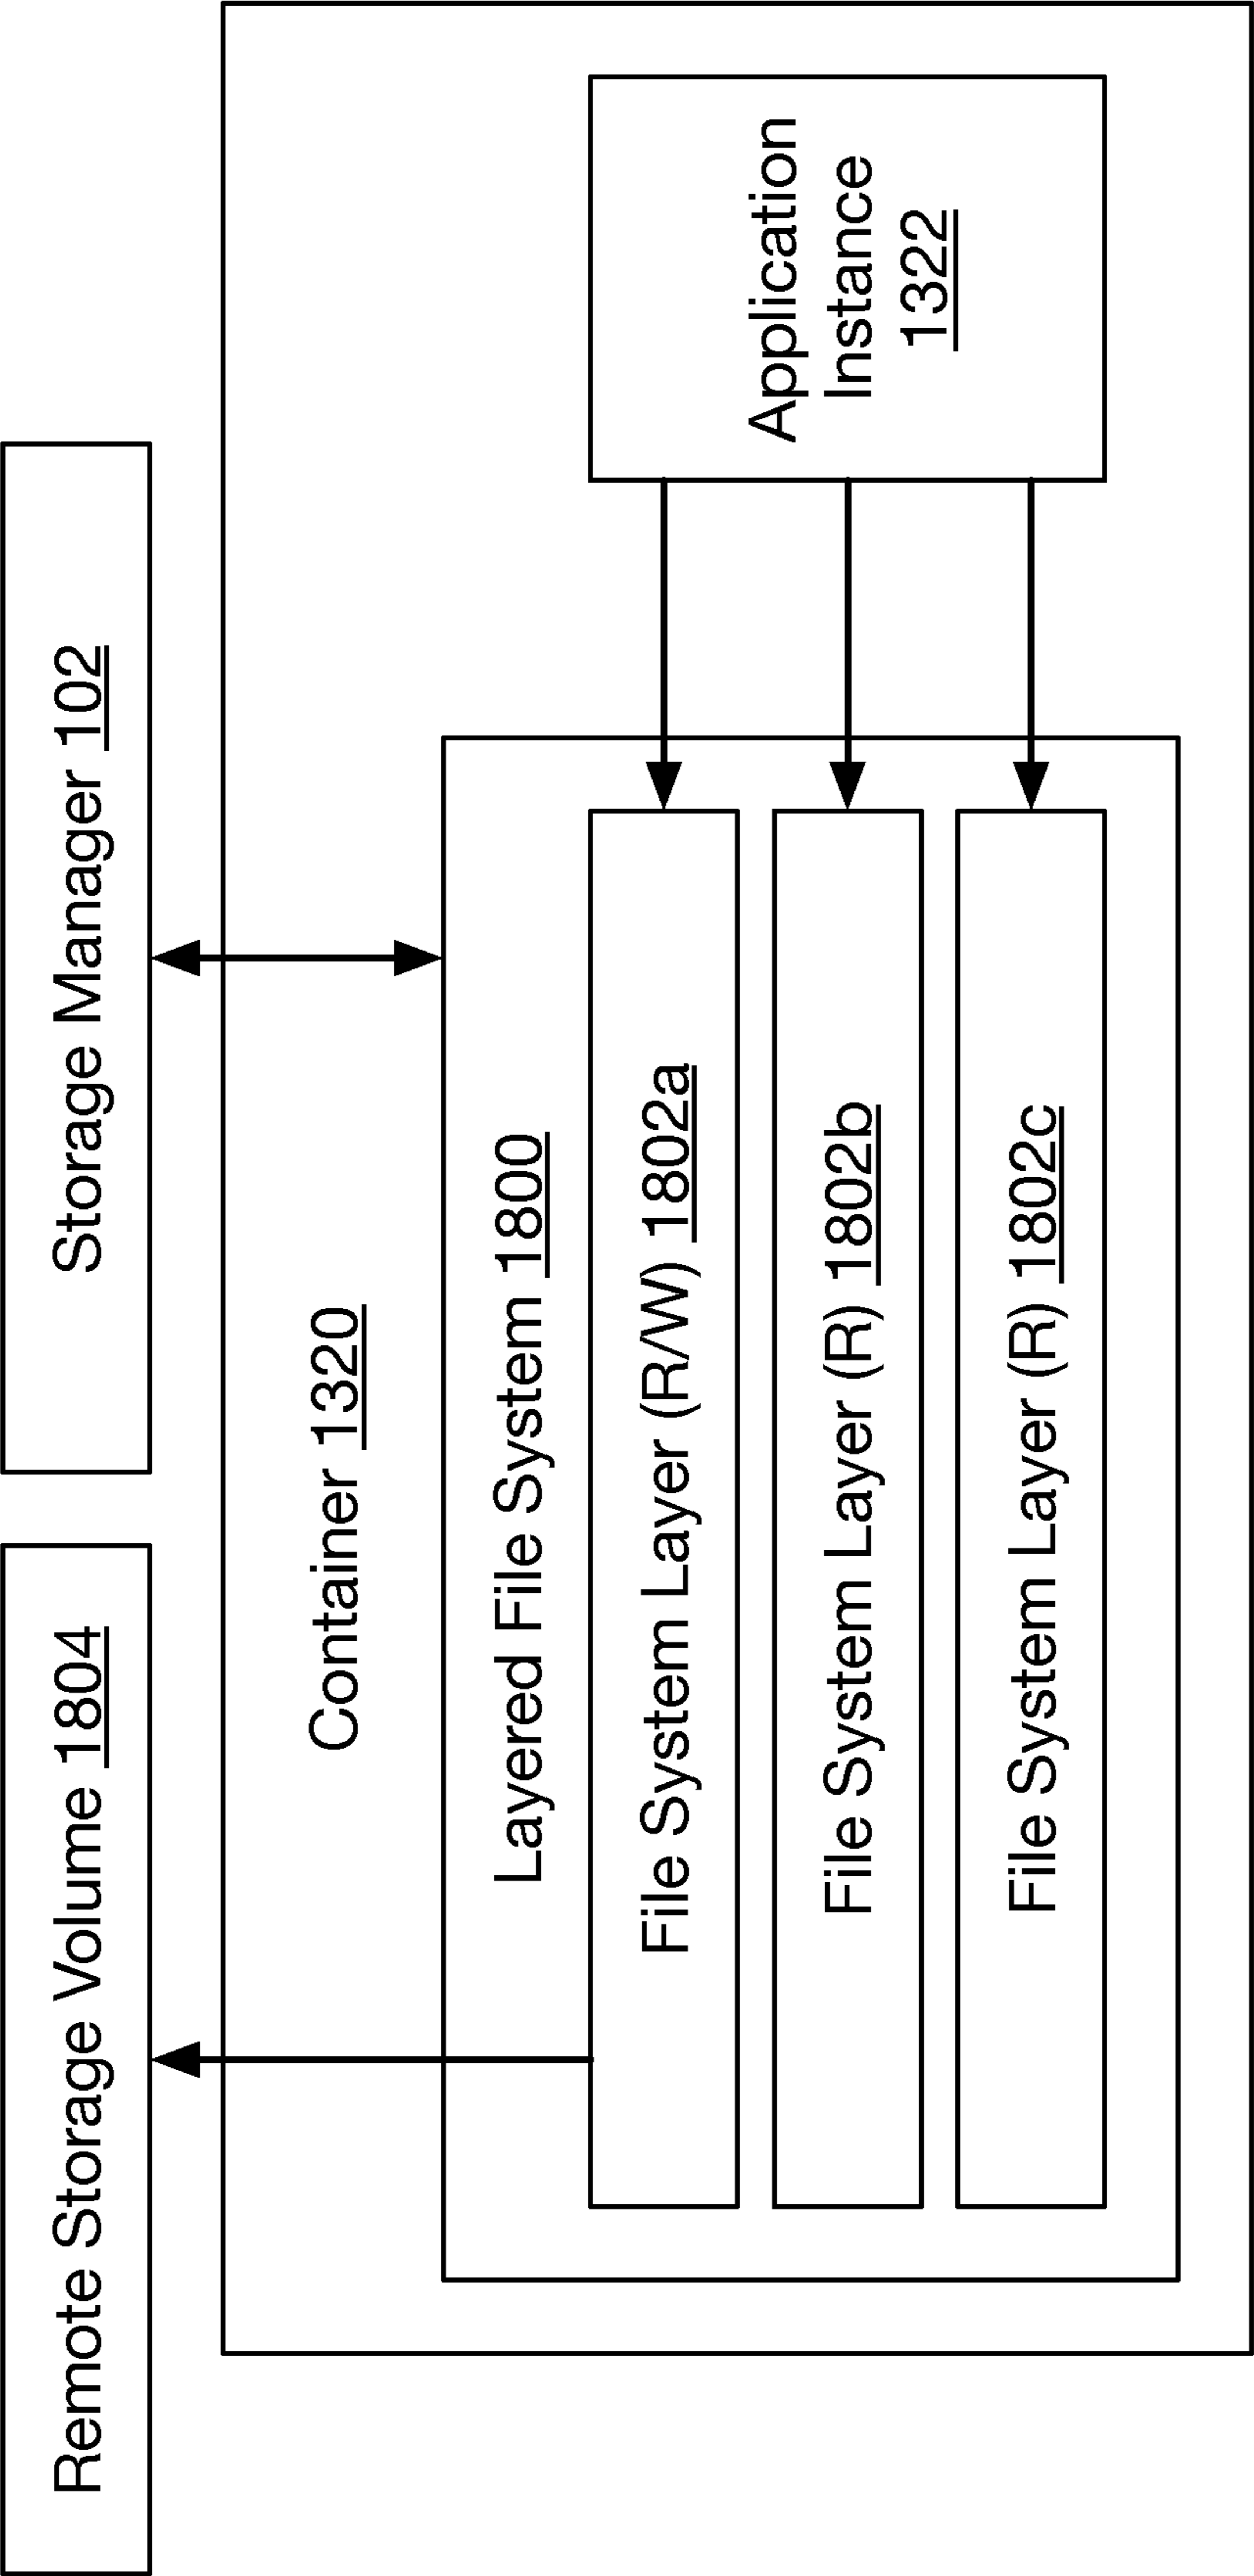 Remote Storage Volume 1804
Storage Manager 102
Container 1320
Layered File System 1800
File System Layer (R/W) 1802a
File System Layer (R) 1802b
File System Layer (R) 1802c
Application
Instance
1322